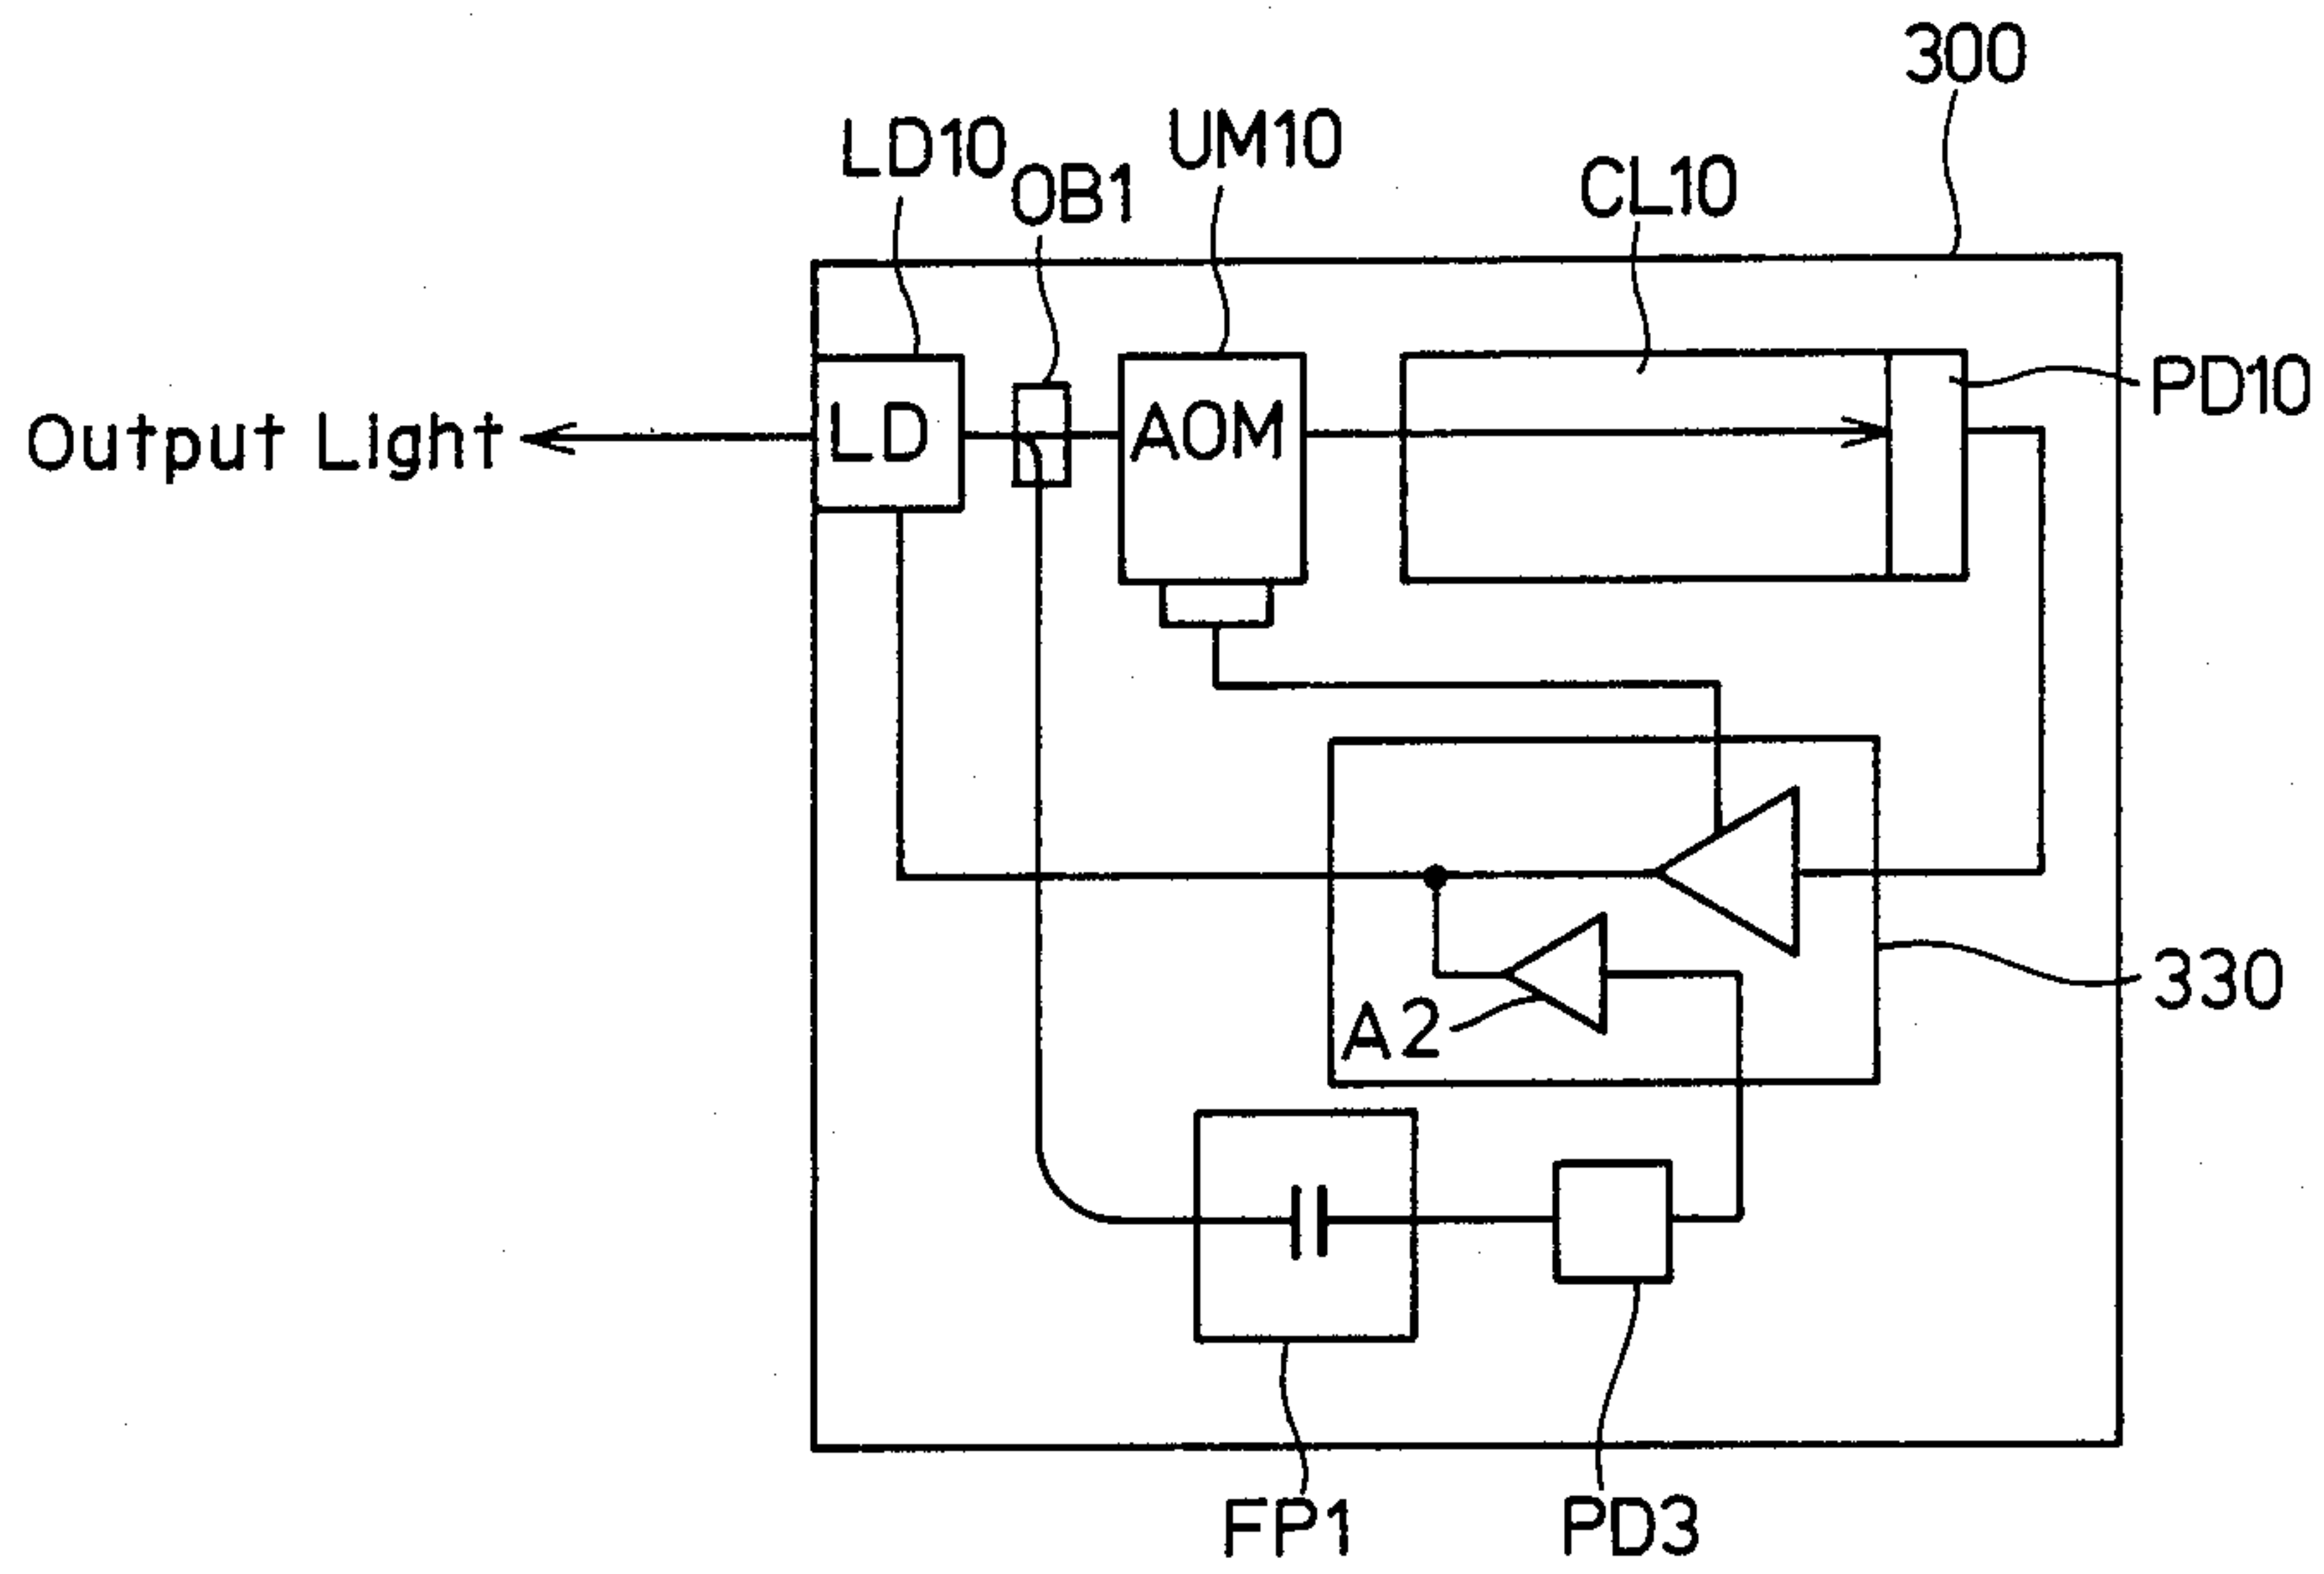 300
LD10
OB1
UM10
CL10
PD10
Output Light
LD
AOM
330
A2
FP1
PD3